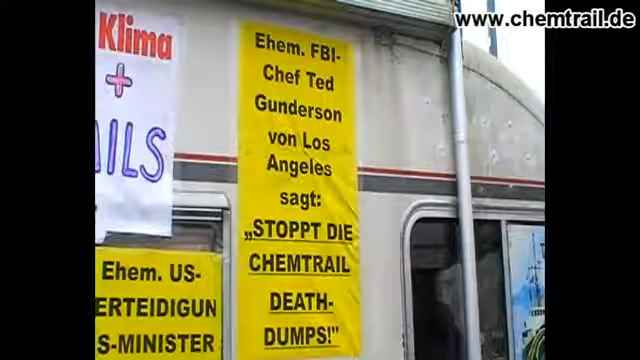 www.chemtrail.de
Klima
+
AILS
Ehem. FBI-
Chef Ted
Gunderson
von Los
Angeles
sagt:
„STOPPT DIE
CHEMTRAIL
DEATH-
DUMPS!"
Ehem. US-
ERTEIDIGUN
S-MINISTER